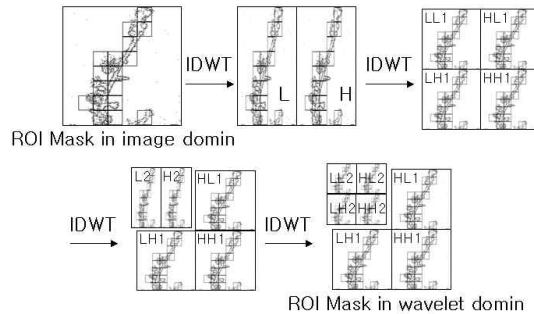 IDWT
L
H
IDWT
LL1
HL1
LH1
HH1
ROI Mask in image domin
IDWT
L2
H2
HL1
LH1
HH1
IDWT
LL2
HL2
LH2
HH2
HL1
LH1
HH1
ROI Mask in wavelet domin